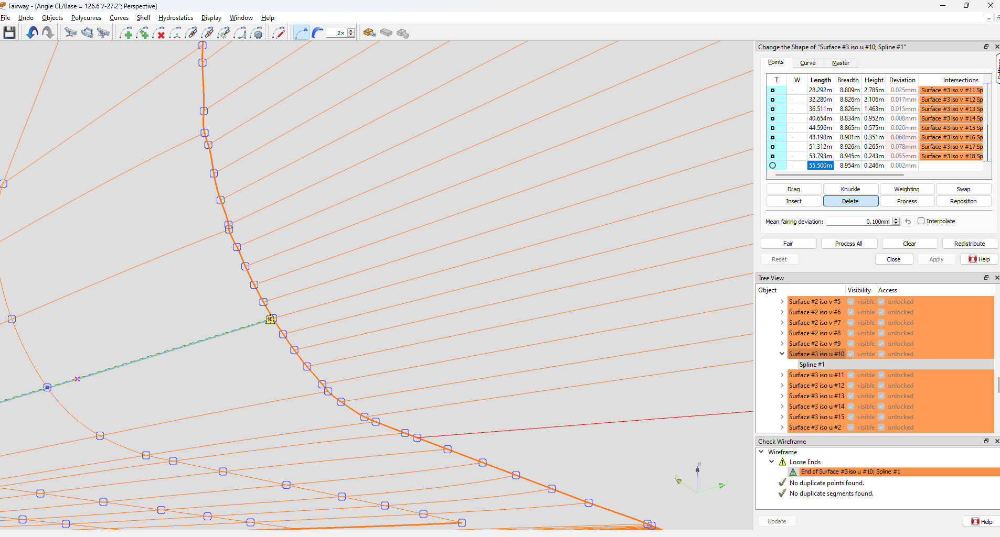 Fairway - [Angle CL/Base = 126.6°/-27.2°; Perspective]
File Undo Objects Polycurves Curves Shell Hydrostatics Display Window Help
2×
H
Change the Shape of "Surface #3 iso u #10; Spline #1"
Points Curve Master
T W Length Breadth Height Deviation Intersections
28.292m 8.809m 2.785m 0.025mm Surface #3 iso v #11 Sp
32.280m 8.826m 2.106m 0.017mm Surface #3 iso v #12 Sp
36.511m 8.826m 1.463m 0.015mm Surface #3 iso v #13 Sp
40.654m 8.834m 0.952m 0.008mm Surface #3 iso v #14 Sp
44.596m 8.865m 0.575m 0.020mm Surface #3 iso v #15 Sp
48.198m 8.901m 0.351m 0.060mm Surface #3 iso v #16 Sp
51.312m 8.926m 0.265m 0.078mm Surface #3 iso v #17 Sp
53.793m 8.945m 0.243m 0.055mm Surface #3 iso v #18 Sp
55.500m 8.954m 0.246m 0.002mm
Drag Knuckle Weighting Swap
Insert Delete Process Reposition
Mean fairing deviation: 0.100mm Interpolate
Fair Process All Clear Redistribute
Reset Close Apply Help
Tree View
Object Visibility Access
Surface #2 iso v #5 visible unlocked
Surface #2 iso v #6 visible unlocked
Surface #2 iso v #7 visible unlocked
Surface #2 iso v #8 visible unlocked
Surface #2 iso v #9 visible unlocked
Surface #3 iso u #10 visible unlocked
Spline #1
Surface #3 iso u #11 visible unlocked
Surface #3 iso u #12 visible unlocked
Surface #3 iso u #13 visible unlocked
Surface #3 iso u #14 visible unlocked
Surface #3 iso u #15 visible unlocked
Surface #3 iso u #2 visible unlocked
Check Wireframe
Wireframe
Loose Ends
End of Surface #3 iso u #10; Spline #1
No duplicate points found.
No duplicate segments found.
Update Help